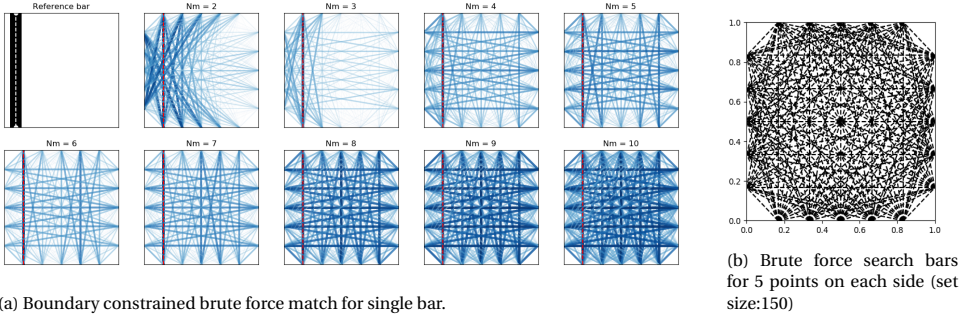 Reference bar
Nm = 2
Nm = 3
Nm = 4
Nm = 5
Nm = 6
Nm = 7
Nm = 8
Nm = 9
Nm = 10
a) Boundary constrained brute force match for single bar.
1.0
0.8
0.6
0.4
0.2
0.0
0.0 0.2 0.4 0.6 0.8 1.0
(b) Brute force search bars
for 5 points on each side (set
size:150)